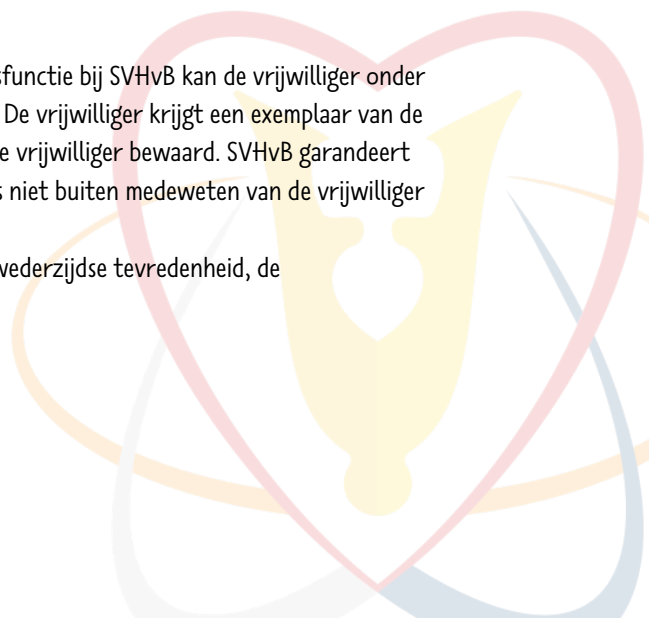 sfunctie bij SVHvB kan de vrijwilliger onder
De vrijwilliger krijgt een exemplaar van de
e vrijwilliger bewaard. SVHvB garandeert
s niet buiten medeweten van de vrijwilliger
wederzijdse tevredenheid, de